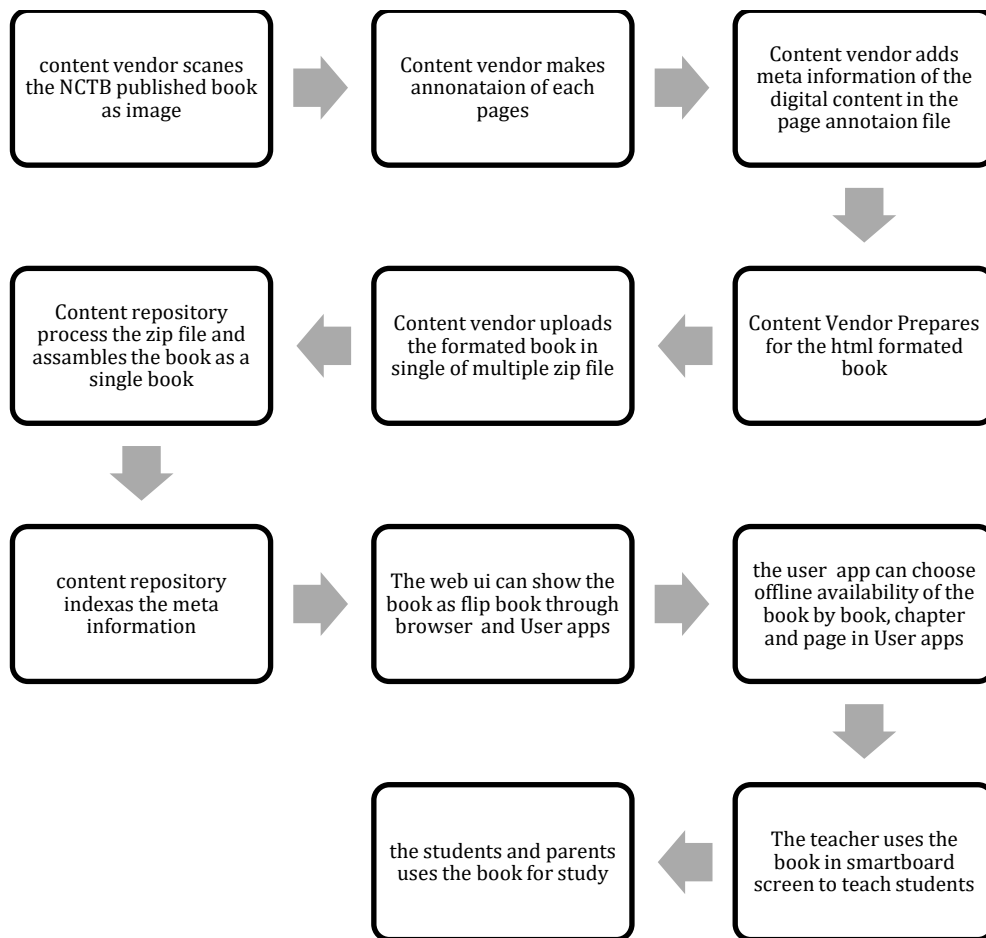 content vendor scanes
the NCTB published book
as image
Content vendor makes
annonataion of each
pages
Content vendor adds
meta information of the
digital content in the
page annotaion file
Content Vendor Prepares
for the html formated
book
Content vendor uploads
the formated book in
single of multiple zip file
Content repository
process the zip file and
assambles the book as a
single book
content repository
indexas the meta
information
The web ui can show the
book as flip book through
browser and User apps
the user app can choose
offline availability of the
book by book, chapter
and page in User apps
The teacher uses the
book in smartboard
screen to teach students
the students and parents
uses the book for study